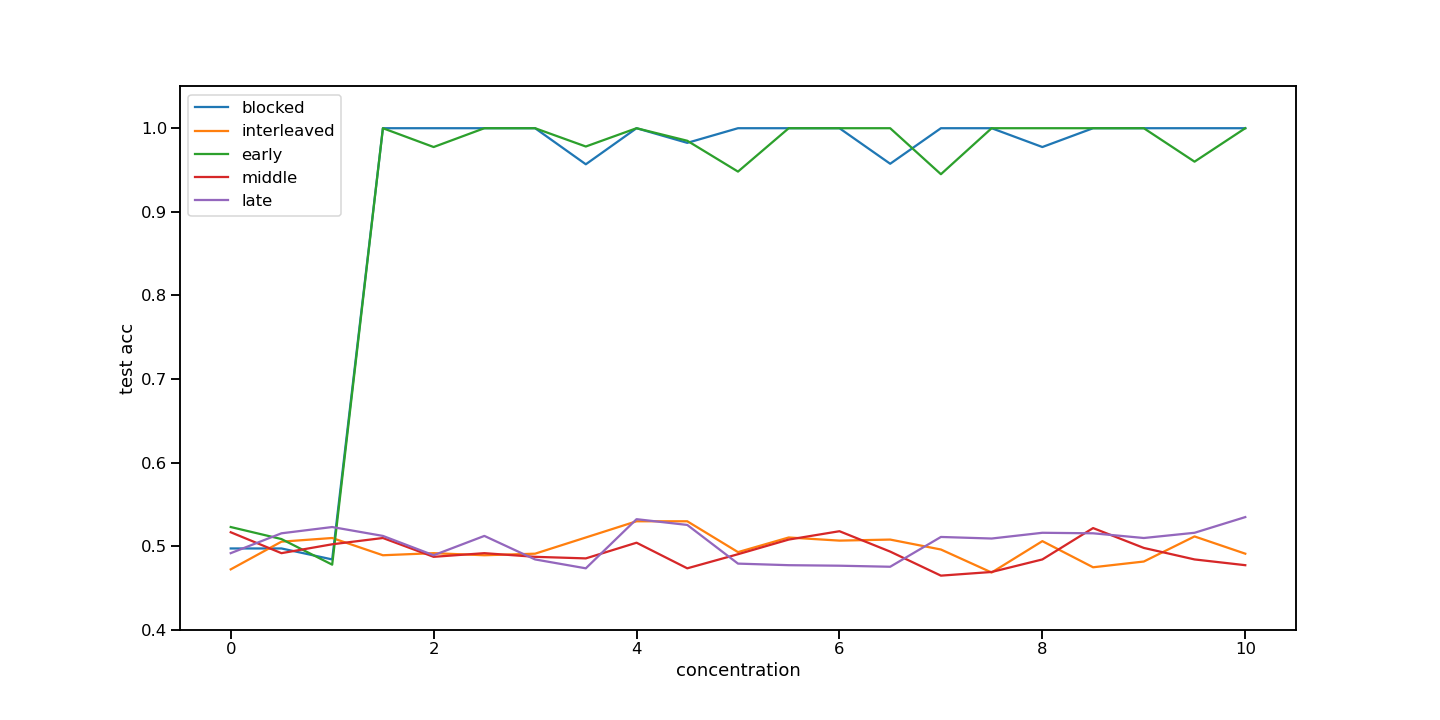 blocked
interleaved
early
middle
late
1.0
0.9
0.8
0.7
0.6
0.5
0.4
test acc
0 2 4 6 8 10
concentration